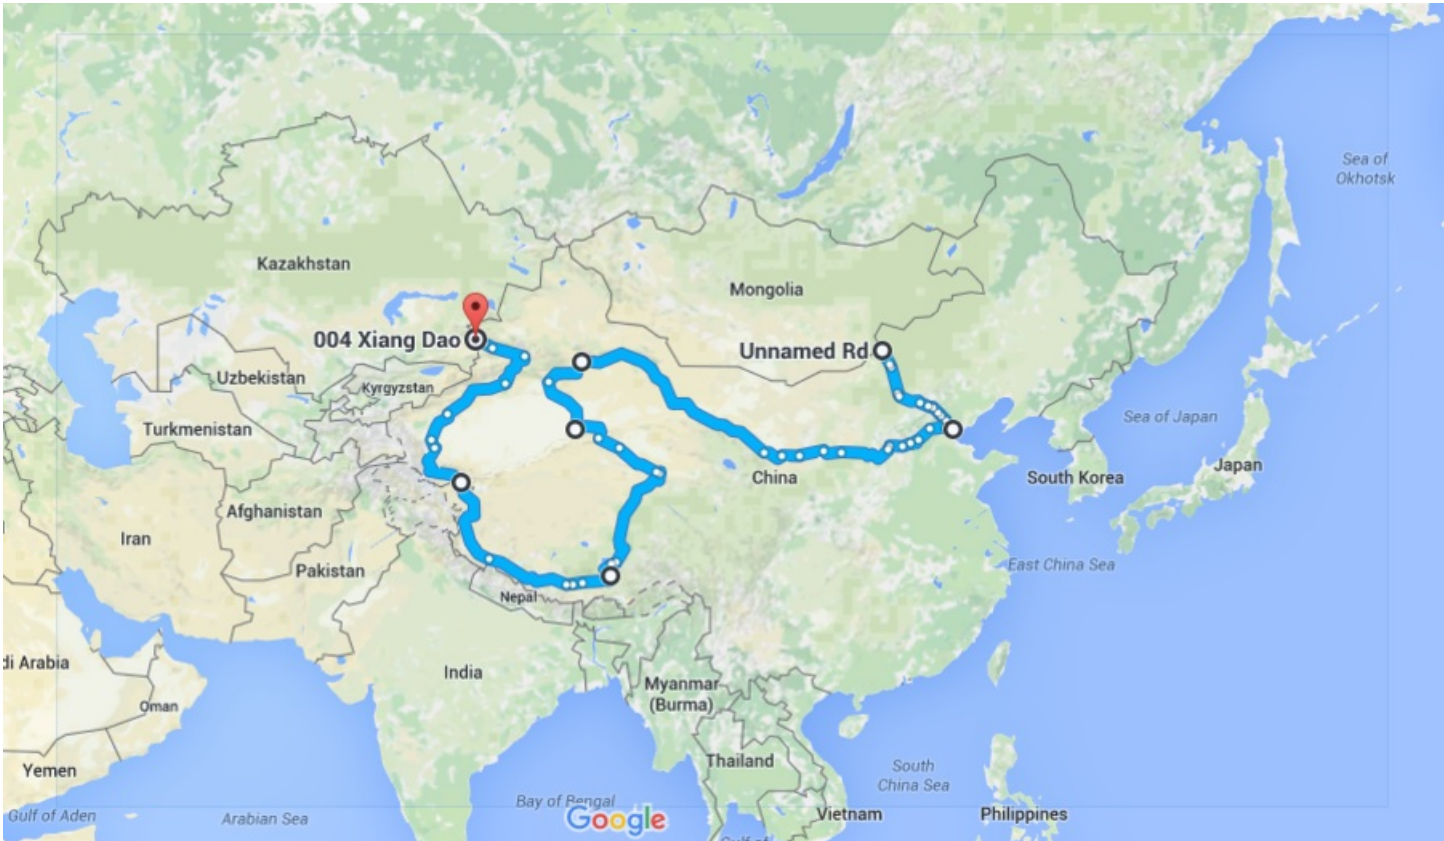 Sea of
Okhotsk
Kazakhstan
Mongolia
004 Xiang Dao
Unnamed Rd
Uzbekistan
Kyrgyzstan
Sea of Japan
Turkmenistan
Japan
China
South Korea
Afghanistan
Iran
East China Sea
Pakistan
Nepal
di Arabia
India
Myanmar
(Burma)
Oman
Thailand
South
China Sea
Yemen
Bay of Bengal
Gulf of Aden
Arabian Sea
Google
Vietnam
Philippines
Gulf of